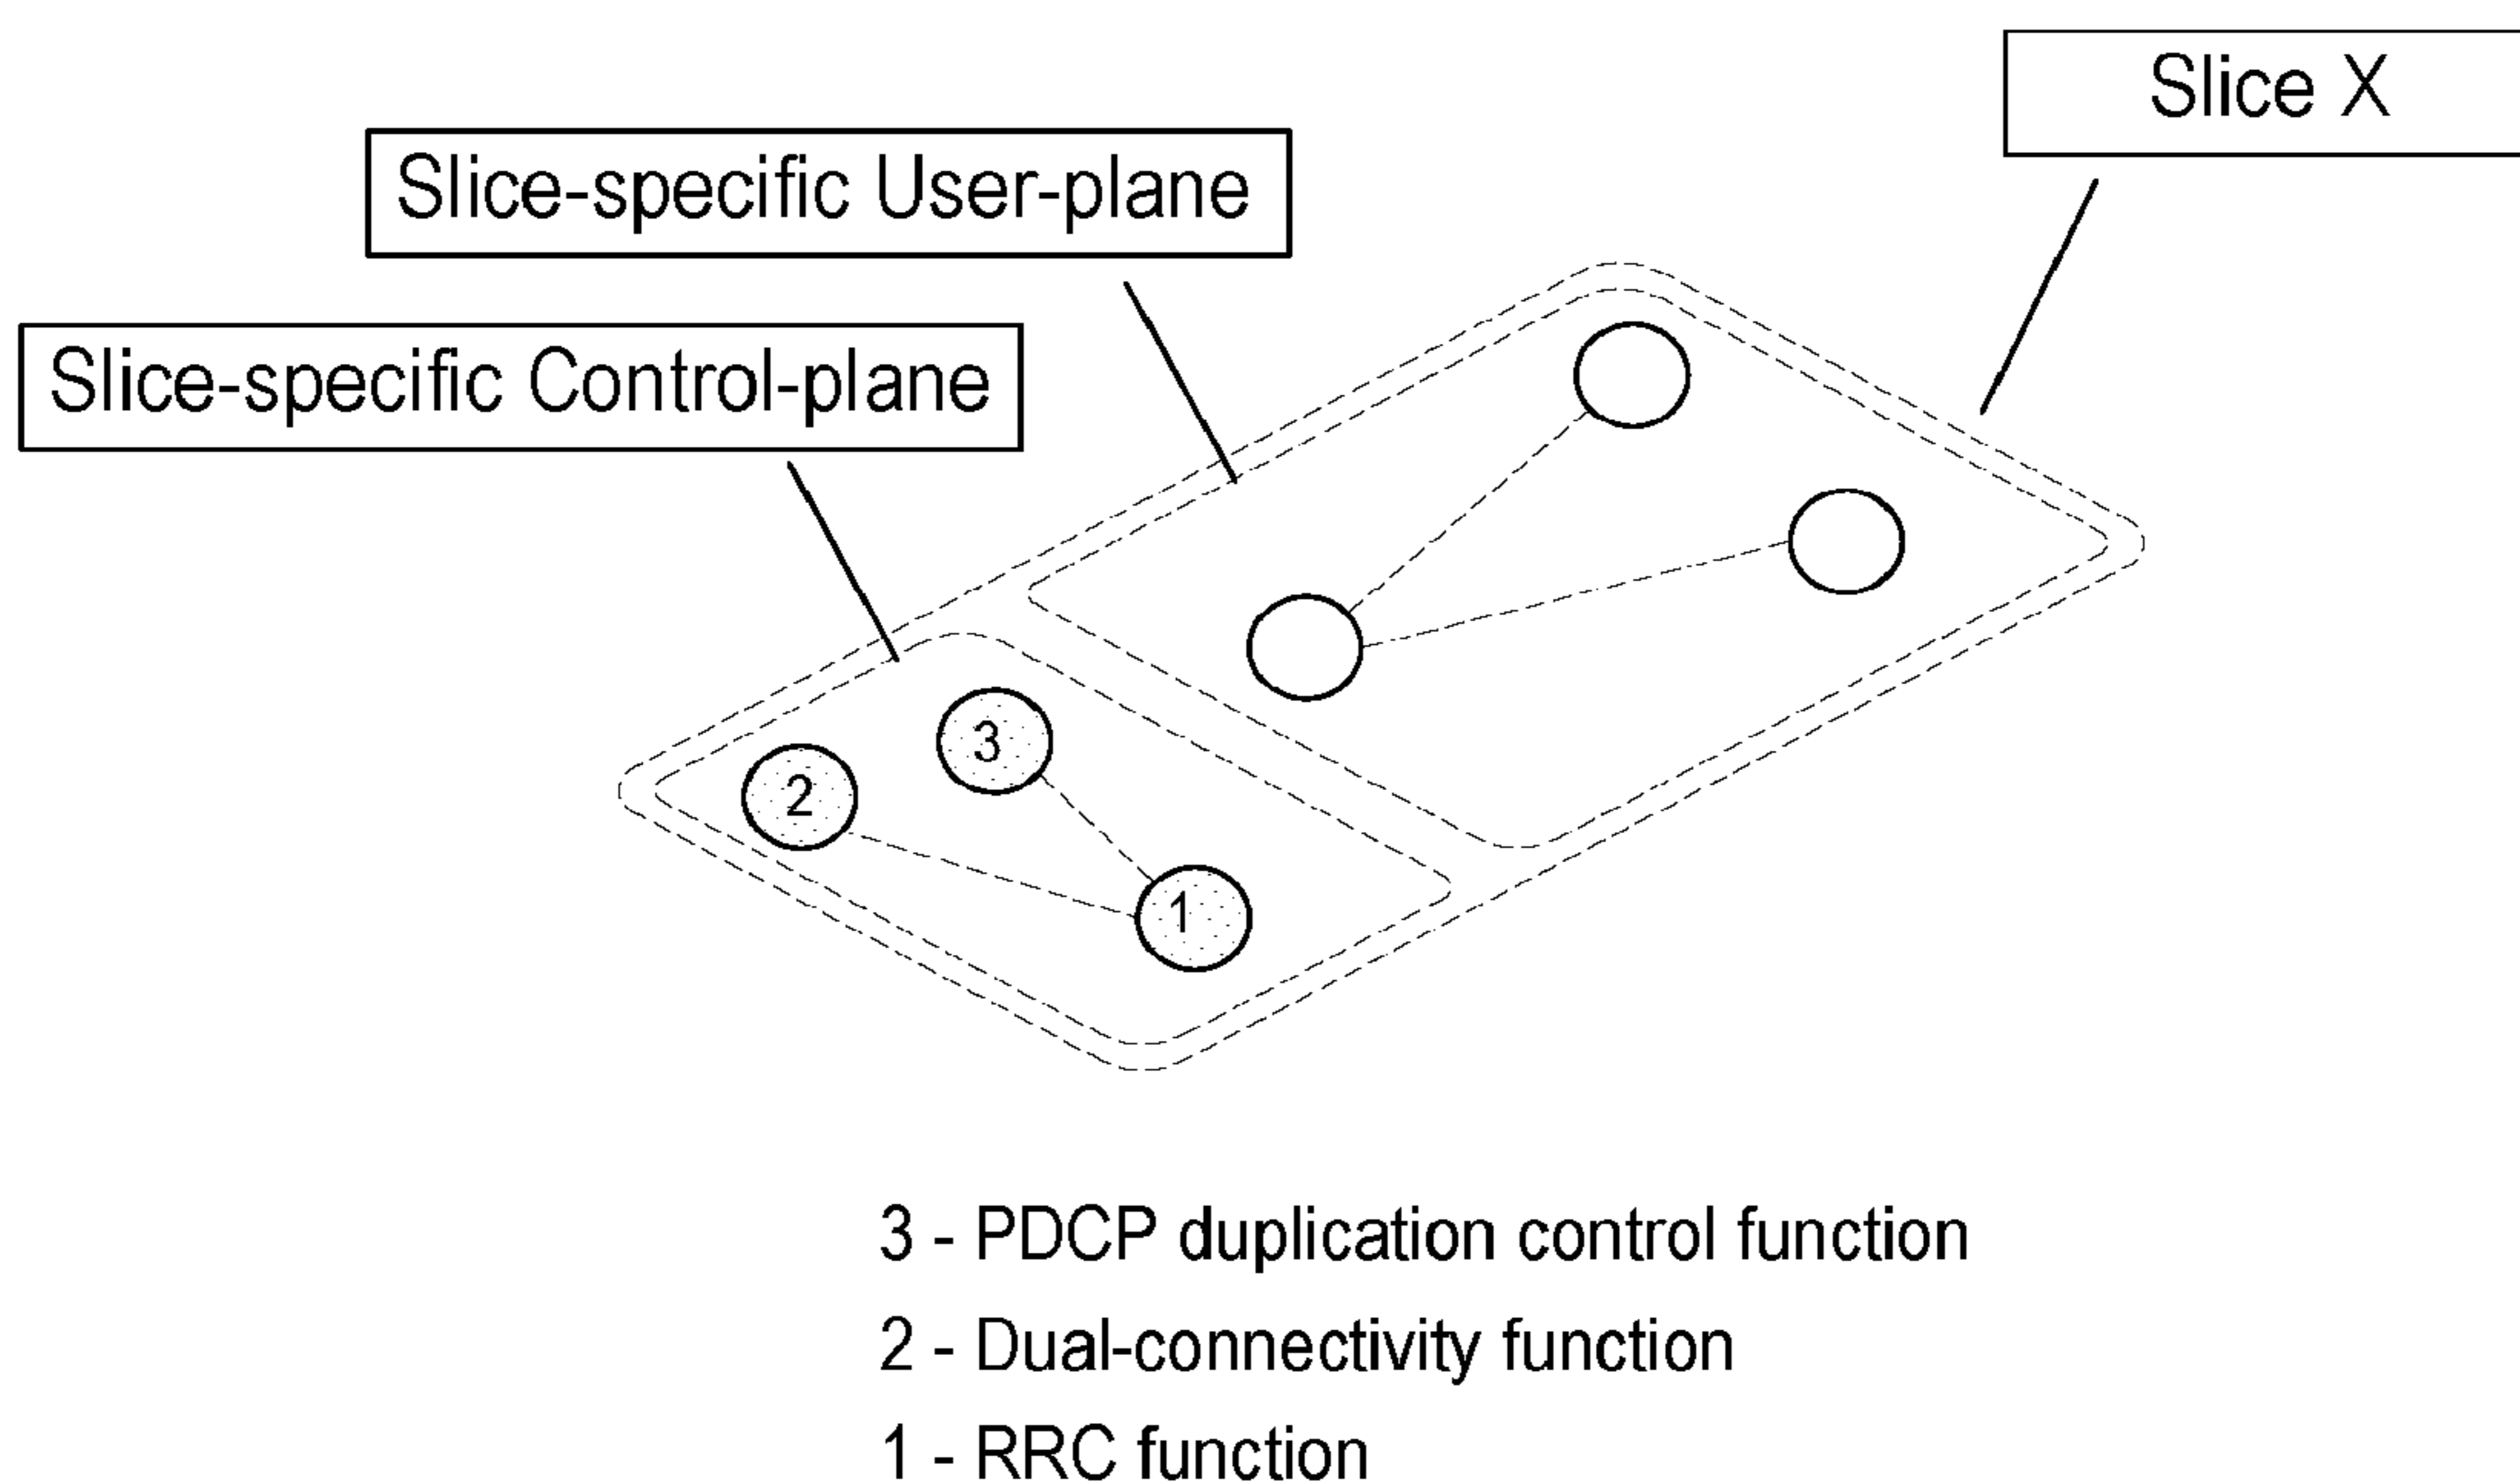 Slice X
Slice-specific User-plane
Slice-specific Control-plane
3
2
1
3 - PDCP duplication control function
2 - Dual-connectivity function
1 - RRC function